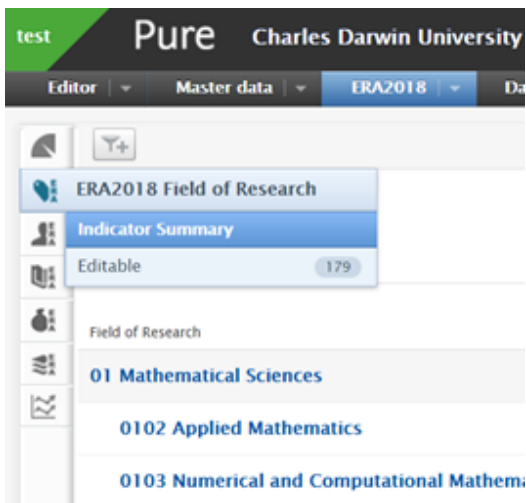 test
Pure Charles Darwin University
Editor Master data ERA2018 Da
ERA2018 Field of Research
Indicator Summary
Editable 179
Field of Research
01 Mathematical Sciences
0102 Applied Mathematics
0103 Numerical and Computational Mathema